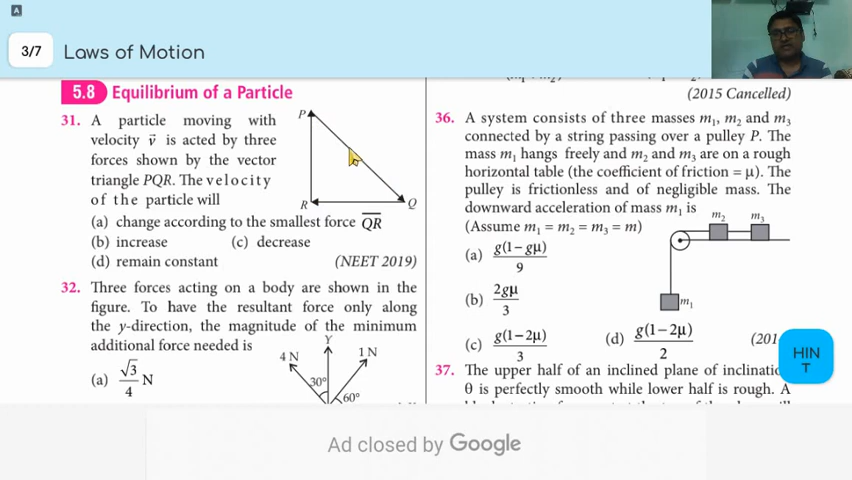 A
3/7
Laws of Motion
5.8 Equilibrium of a Particle
31. A particle moving with
velocity v⃗ is acted by three
forces shown by the vector
triangle PQR. The velocity
of the particle will
P
R
Q
(a) change according to the smallest force QR
(b) increase (c) decrease
(d) remain constant (NEET 2019)
32. Three forces acting on a body are shown in the
figure. To have the resultant force only along
the y-direction, the magnitude of the minimum
additional force needed is
Y
4 N
1 N
30°
60°
(a) √3/4 N
(2015 Cancelled)
36. A system consists of three masses m₁, m₂ and m₃
connected by a string passing over a pulley P. The
mass m₁ hangs freely and m₂ and m₃ are on a rough
horizontal table (the coefficient of friction = μ). The
pulley is frictionless and of negligible mass. The
downward acceleration of mass m₁ is
(Assume m₁ = m₂ = m₃ = m)
m₂
m₃
m₁
(a) g(1 – gμ)/9
(b) 2gμ/3
(c) g(1 – 2μ)/3 (d) g(1 – 2μ)/2 (201
37. The upper half of an inclined plane of inclinatio
θ is perfectly smooth while lower half is rough. A
HIN
T
Ad closed by Google